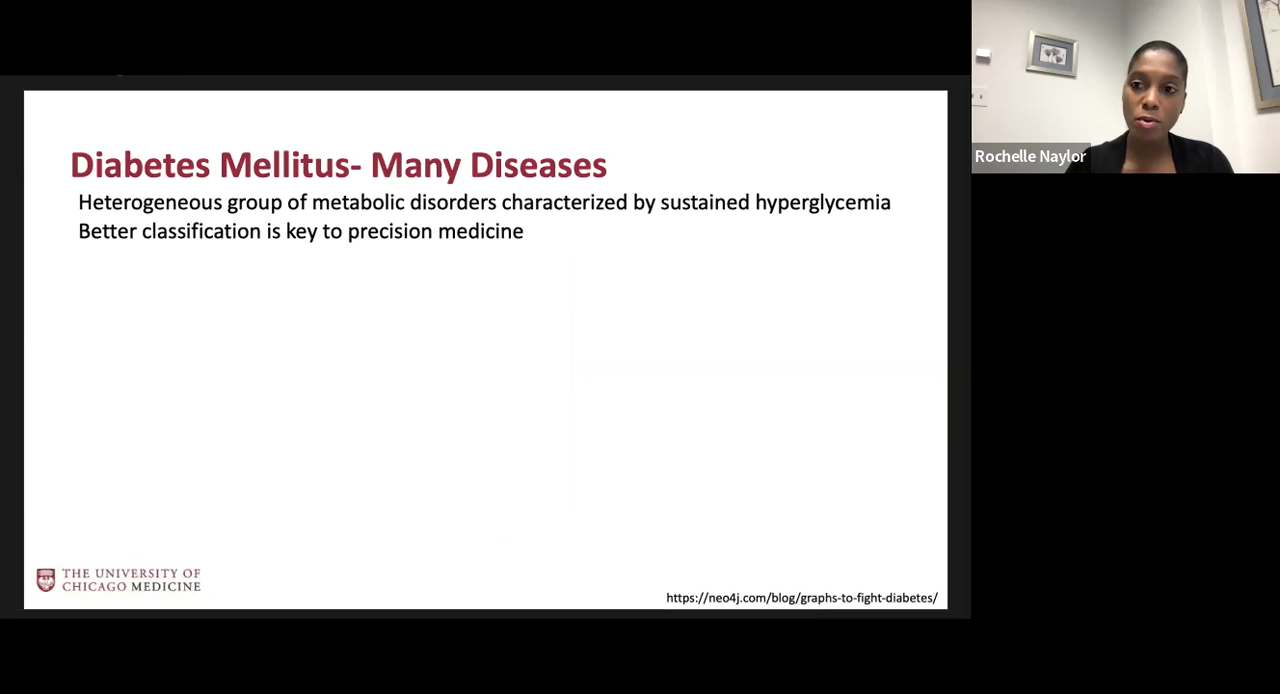 Diabetes Mellitus- Many Diseases
Heterogeneous group of metabolic disorders characterized by sustained hyperglycemia
Better classification is key to precision medicine
THE UNIVERSITY OF
CHICAGO MEDICINE
https://neo4j.com/blog/graphs-to-fight-diabetes/
Rochelle Naylor